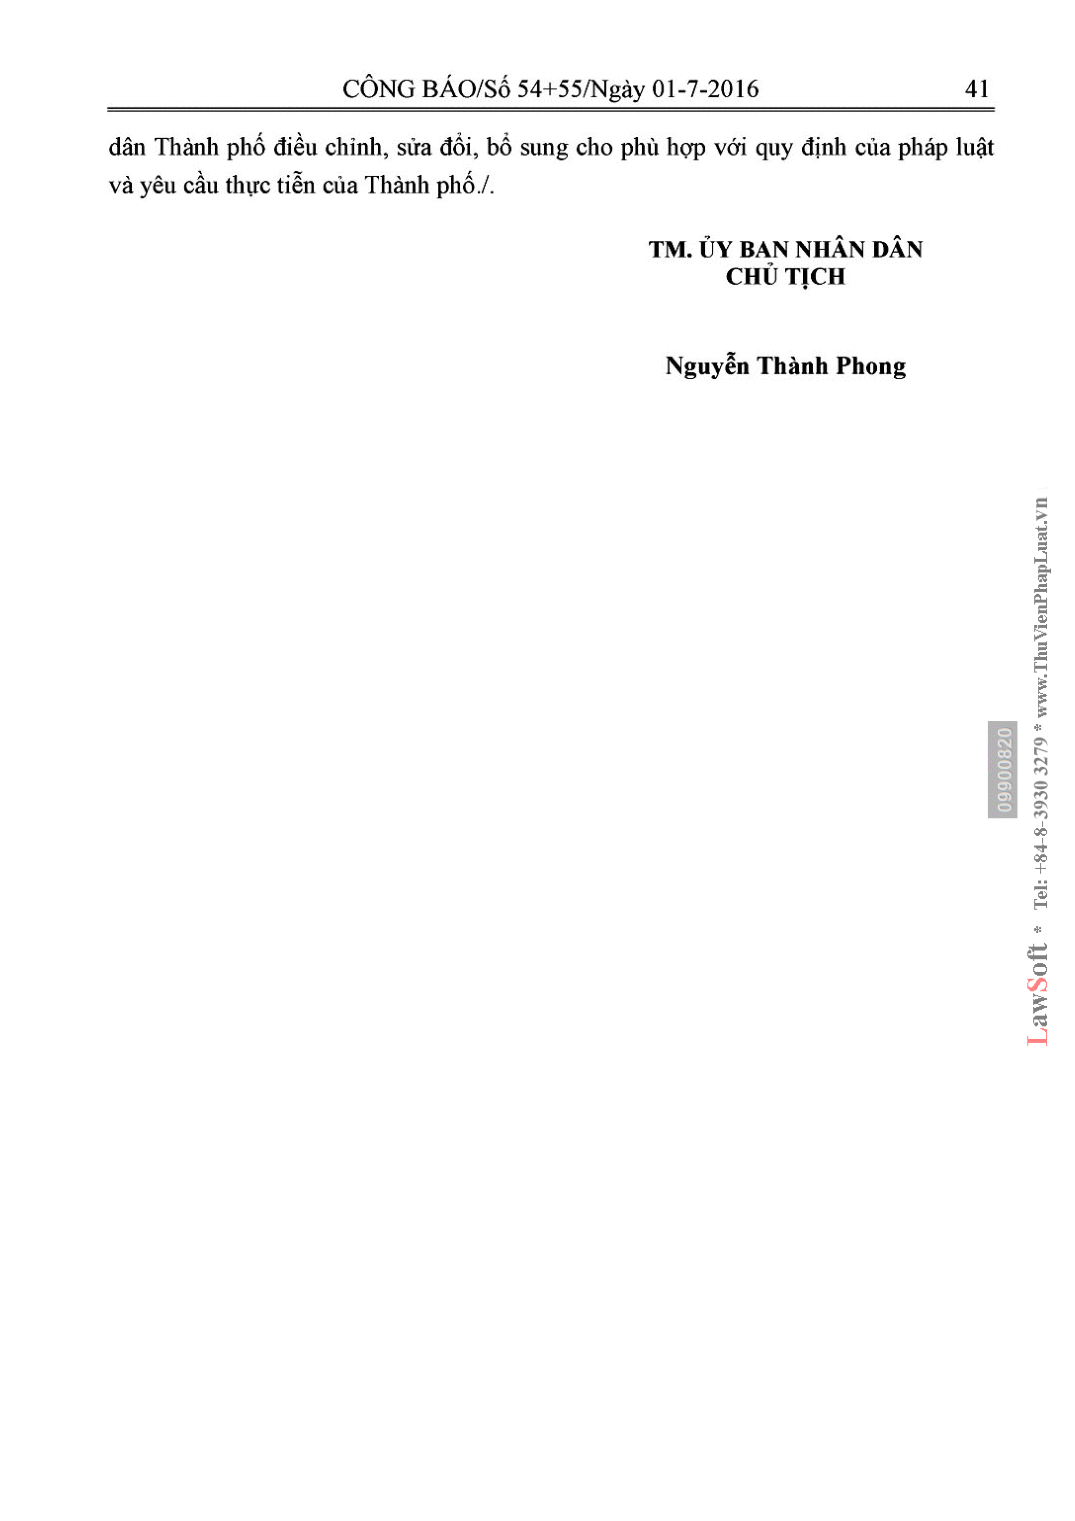 CÔNG BÁO/Số 54+55/Ngày 01-7-2016 41
dân Thành phố điều chỉnh, sửa đổi, bổ sung cho phù hợp với quy định của pháp luật
và yêu cầu thực tiễn của Thành phố./.
TM. ỦY BAN NHÂN DÂN
CHỦ TỊCH
Nguyễn Thành Phong
09900820
LawSoft * Tel: +84-8-3930 3279 * www.ThuVienPhapLuat.vn